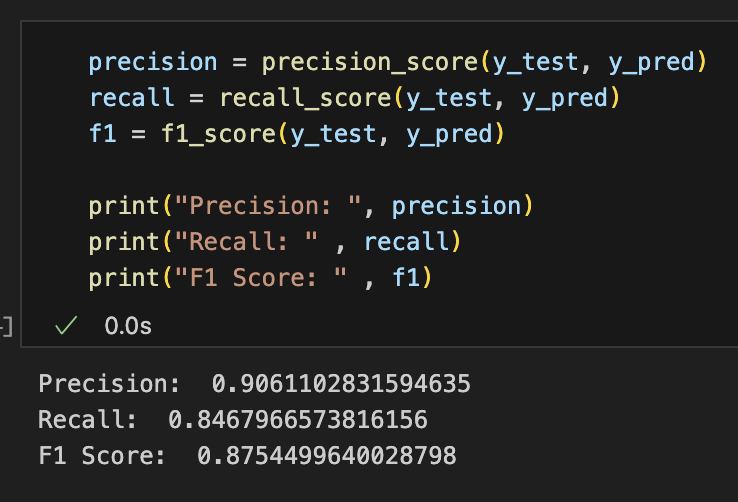 precision = precision_score(y_test, y_pred)
recall = recall_score(y_test, y_pred)
f1 = f1_score(y_test, y_pred)
print("Precision: ", precision)
print("Recall: " , recall)
print("F1 Score: " , f1)
] ✓ 0.0s
Precision:  0.9061102831594635
Recall:  0.8467966573816156
F1 Score:  0.8754499640028798